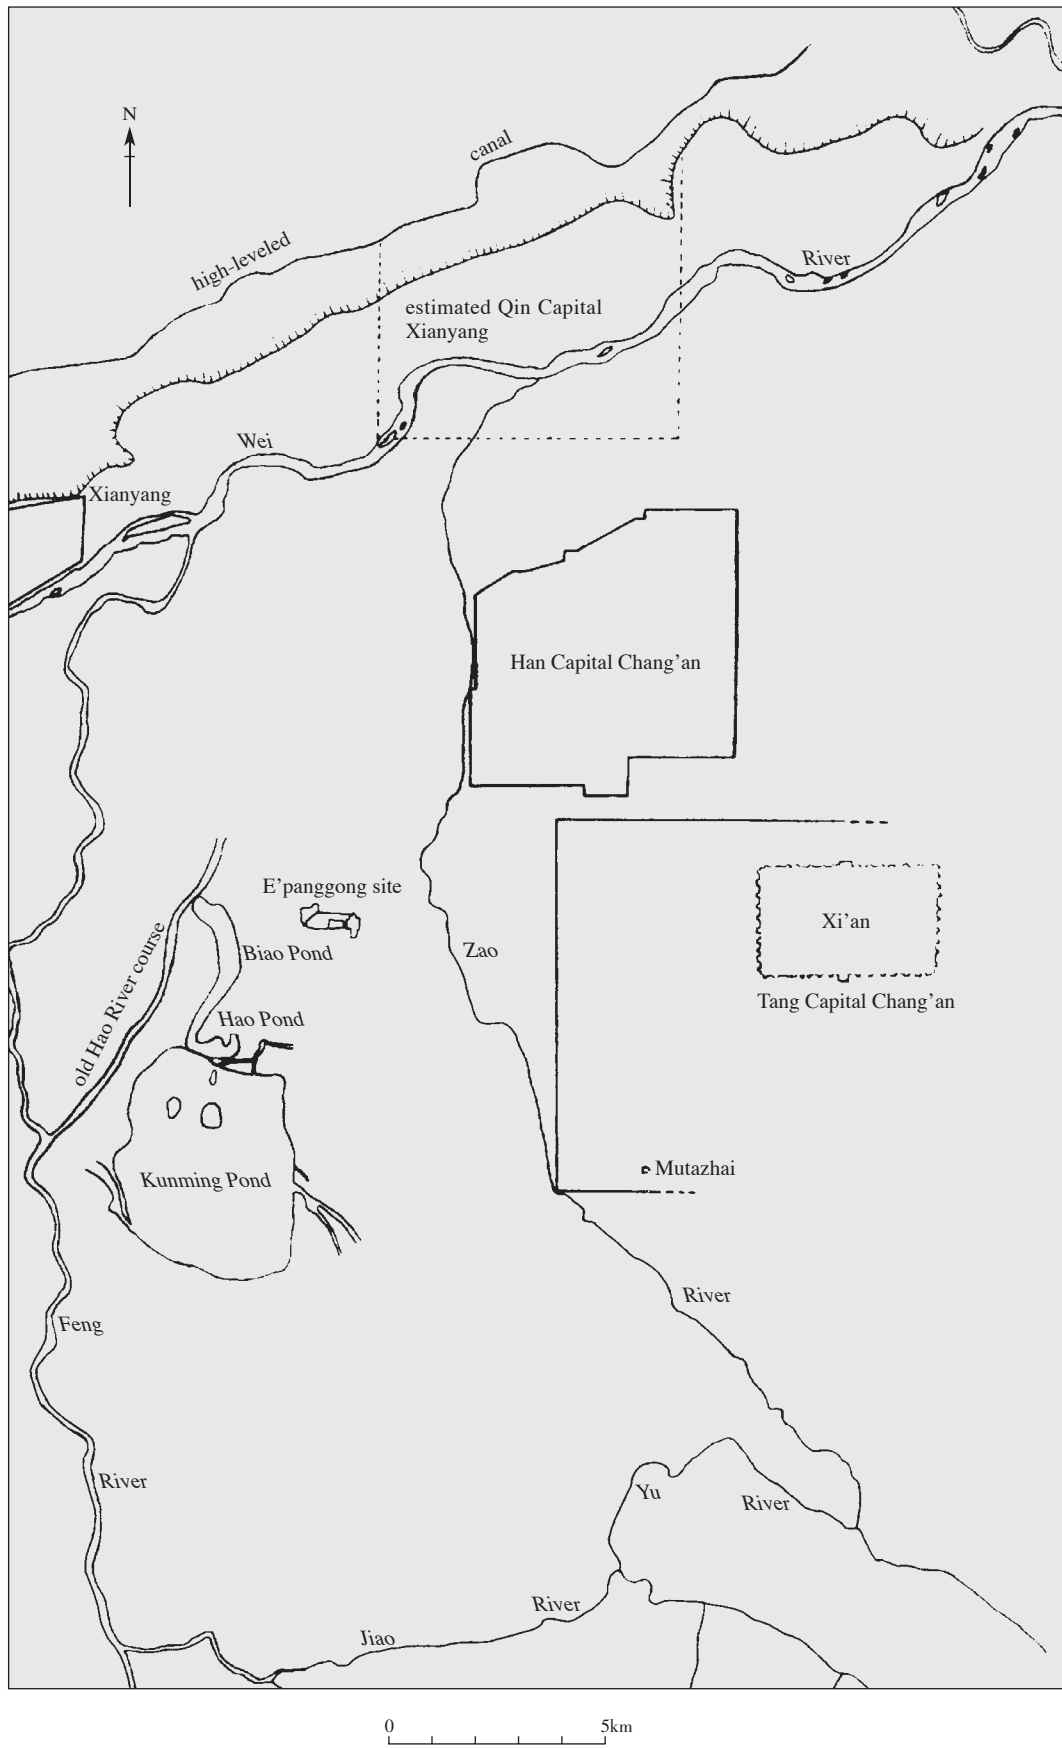 N
canal
high-leveled
River
estimated Qin Capital
Xianyang
Wei
Xianyang
Han Capital Chang'an
E'panggong site
Xi'an
Biao Pond
Zao
old Hao River course
Tang Capital Chang'an
Hao Pond
Mutazhai
Kunming Pond
River
Feng
River
Yu
River
River
Jiao
0 5km